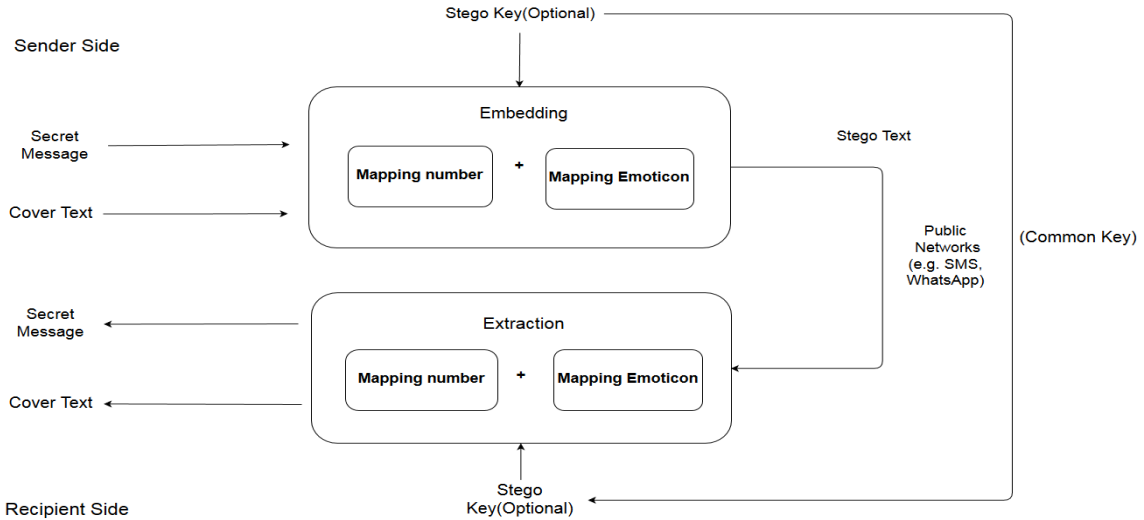 Stego Key(Optional)
Sender Side
Embedding
Secret
Message
Stego Text
Mapping number
+
Mapping Emoticon
Cover Text
Public
Networks
(e.g. SMS,
WhatsApp)
(Common Key)
Secret
Message
Extraction
Mapping number
+
Mapping Emoticon
Cover Text
Stego
Key(Optional)
Recipient Side